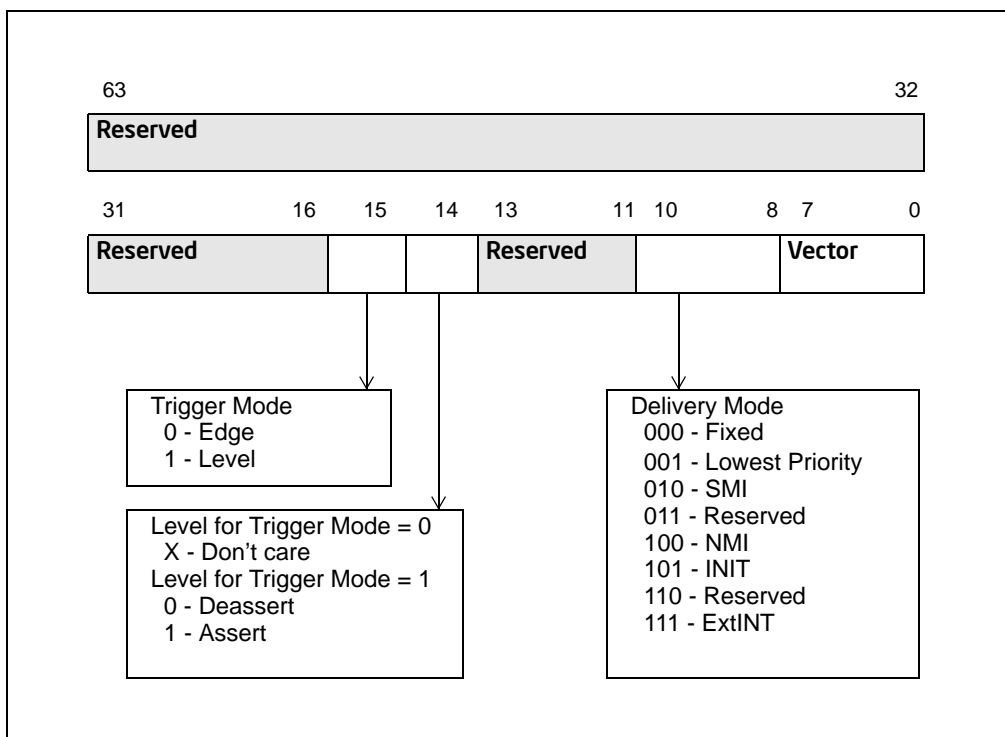 63 32
Reserved
31 16 15 14 13 11 10 8 7 0
Reserved Reserved Vector
Trigger Mode
0 - Edge
1 - Level
Level for Trigger Mode = 0
X - Don't care
Level for Trigger Mode = 1
0 - Deassert
1 - Assert
Delivery Mode
000 - Fixed
001 - Lowest Priority
010 - SMI
011 - Reserved
100 - NMI
101 - INIT
110 - Reserved
111 - ExtINT